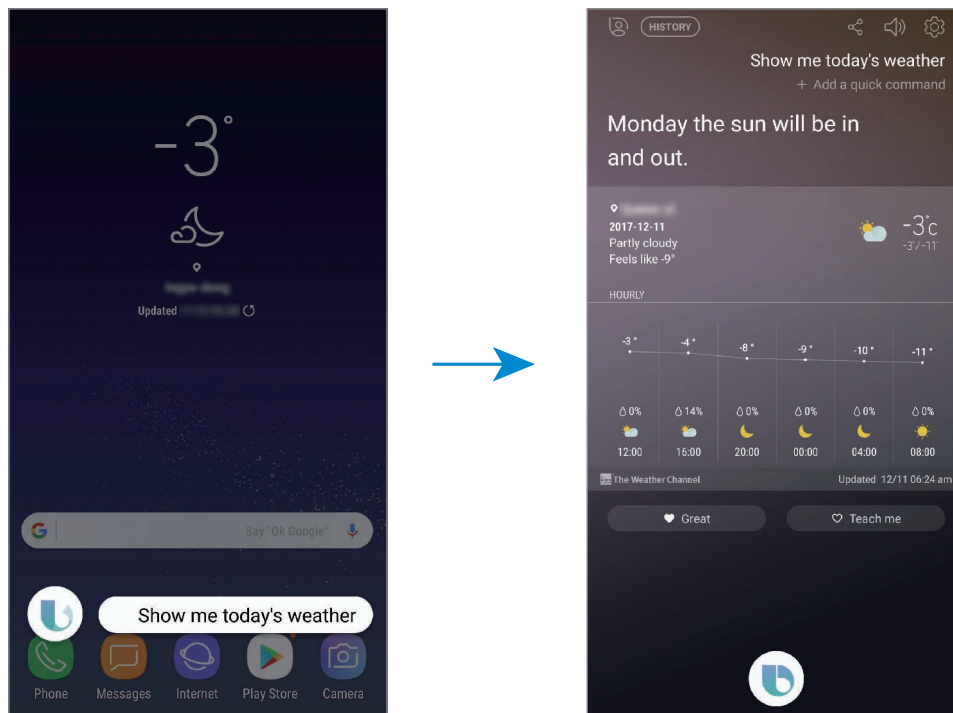 -3°
Updated
G
Say "Ok Google"
Show me today's weather
Phone
Messages
Internet
Play Store
Camera
HISTORY
Show me today's weather
+ Add a quick command
Monday the sun will be in
and out.
2017-12-11
Partly cloudy
Feels like -9°
-3°c
-3°/-11°
HOURLY
-3 ° -4 ° -8 ° -9 ° -10 ° -11 °
0% 14% 0% 0% 0% 0%
12:00 16:00 20:00 00:00 04:00 08:00
The Weather Channel
Updated 12/11 06:24 am
Great
Teach me